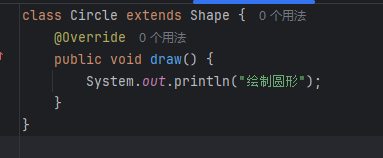 class Circle extends Shape { 0个用法
@Override 0个用法
public void draw() {
System.out.println("绘制圆形");
}
}